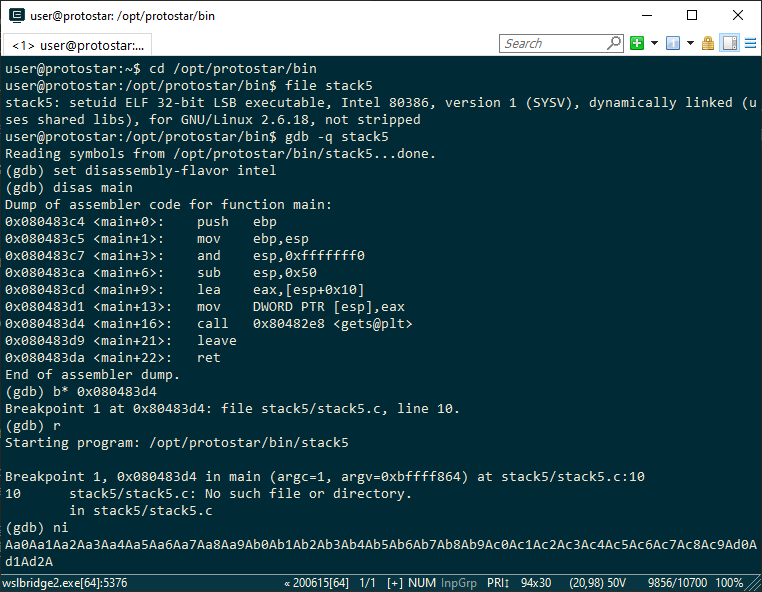 user@protostar: /opt/protostar/bin
<1> user@protostar:...
Search
user@protostar:~$ cd /opt/protostar/bin
user@protostar:/opt/protostar/bin$ file stack5
stack5: setuid ELF 32-bit LSB executable, Intel 80386, version 1 (SYSV), dynamically linked (u
ses shared libs), for GNU/Linux 2.6.18, not stripped
user@protostar:/opt/protostar/bin$ gdb -q stack5
Reading symbols from /opt/protostar/bin/stack5...done.
(gdb) set disassembly-flavor intel
(gdb) disas main
Dump of assembler code for function main:
0x080483c4 <main+0>:    push   ebp
0x080483c5 <main+1>:    mov    ebp,esp
0x080483c7 <main+3>:    and    esp,0xfffffff0
0x080483ca <main+6>:    sub    esp,0x50
0x080483cd <main+9>:    lea    eax,[esp+0x10]
0x080483d1 <main+13>:   mov    DWORD PTR [esp],eax
0x080483d4 <main+16>:   call   0x80482e8 <gets@plt>
0x080483d9 <main+21>:   leave
0x080483da <main+22>:   ret
End of assembler dump.
(gdb) b* 0x080483d4
Breakpoint 1 at 0x80483d4: file stack5/stack5.c, line 10.
(gdb) r
Starting program: /opt/protostar/bin/stack5
Breakpoint 1, 0x080483d4 in main (argc=1, argv=0xbffff864) at stack5/stack5.c:10
10      stack5/stack5.c: No such file or directory.
        in stack5/stack5.c
(gdb) ni
Aa0Aa1Aa2Aa3Aa4Aa5Aa6Aa7Aa8Aa9Ab0Ab1Ab2Ab3Ab4Ab5Ab6Ab7Ab8Ab9Ac0Ac1Ac2Ac3Ac4Ac5Ac6Ac7Ac8Ac9Ad0A
d1Ad2A
wslbridge2.exe[64]:5376 « 200615[64] 1/1 [+] NUM InpGrp PRI↕ 94x30 (20,98) 50V 9856/10700 100%